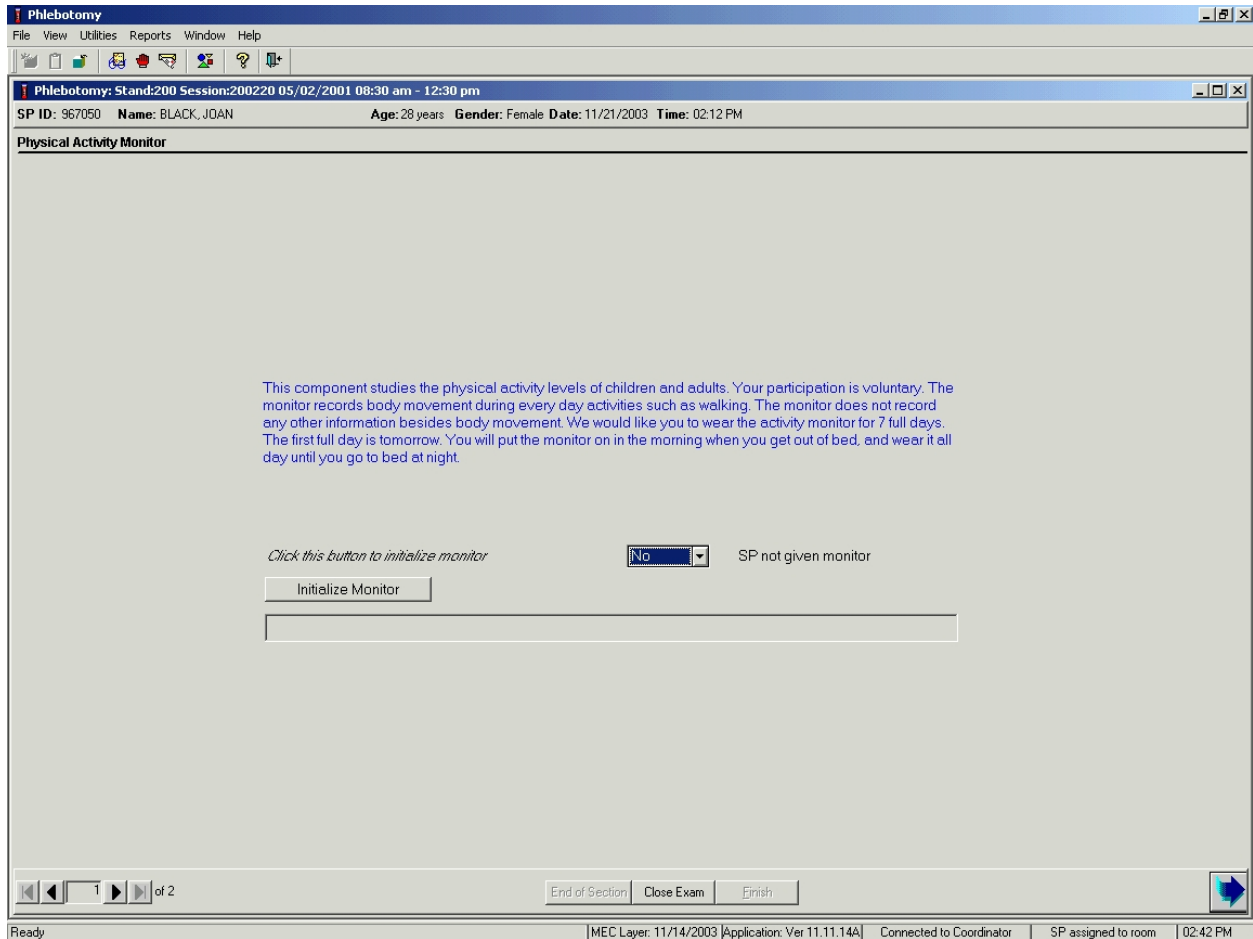 Phlebotomy
File View Utilities Reports Window Help
Phlebotomy: Stand:200 Session:200220 05/02/2001 08:30 am - 12:30 pm
SP ID: 967050 Name: BLACK, JOAN Age: 28 years Gender: Female Date: 11/21/2003 Time: 02:12 PM
Physical Activity Monitor
This component studies the physical activity levels of children and adults. Your participation is voluntary. The
monitor records body movement during every day activities such as walking. The monitor does not record
any other information besides body movement. We would like you to wear the activity monitor for 7 full days.
The first full day is tomorrow. You will put the monitor on in the morning when you get out of bed, and wear it all
day until you go to bed at night.
Click this button to initialize monitor No SP not given monitor
Initialize Monitor
1 of 2 End of Section Close Exam Finish
Ready MEC Layer: 11/14/2003 Application: Ver 11.11.14A Connected to Coordinator SP assigned to room 02:42 PM